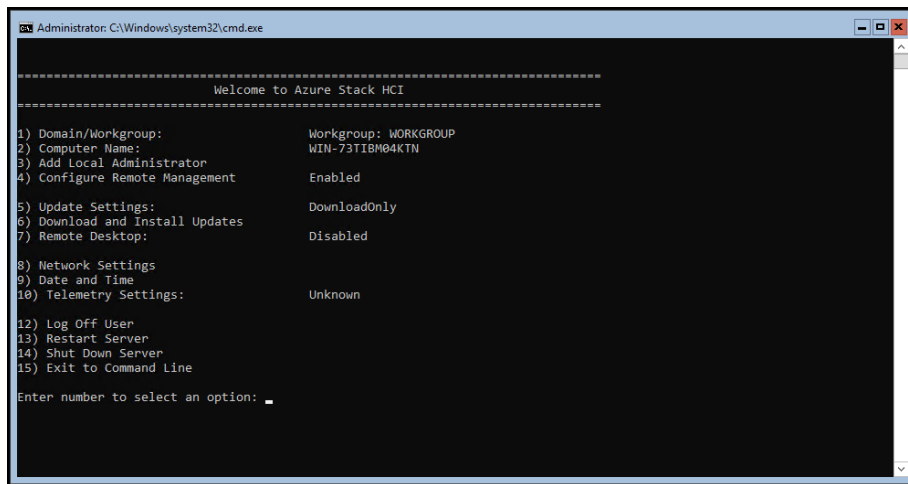 Administrator: C:\Windows\system32\cmd.exe
================================================================================
Welcome to Azure Stack HCI
================================================================================
1) Domain/Workgroup: Workgroup: WORKGROUP
2) Computer Name: WIN-73TIBM04KTN
3) Add Local Administrator
4) Configure Remote Management Enabled
5) Update Settings: DownloadOnly
6) Download and Install Updates
7) Remote Desktop: Disabled
8) Network Settings
9) Date and Time
10) Telemetry Settings: Unknown
12) Log Off User
13) Restart Server
14) Shut Down Server
15) Exit to Command Line
Enter number to select an option: _